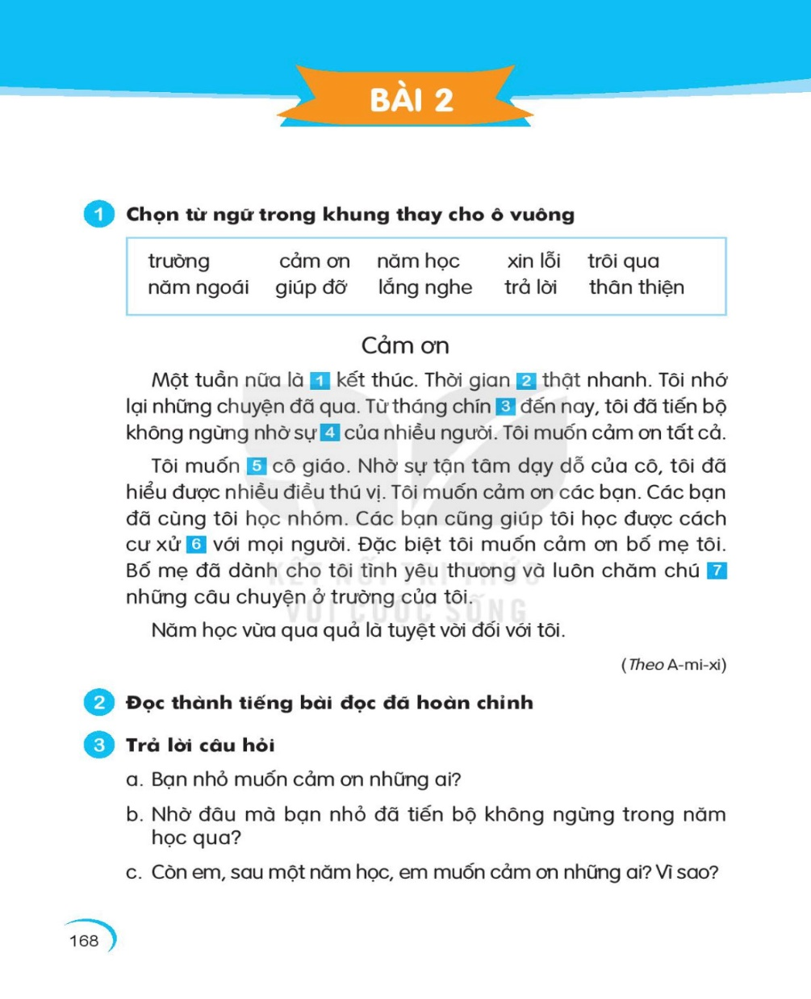 BÀI 2
1 Chọn từ ngữ trong khung thay cho ô vuông
trường cảm ơn năm học xin lỗi trôi qua
năm ngoái giúp đỡ lắng nghe trả lời thân thiện
Cảm ơn
Một tuần nữa là 1 kết thúc. Thời gian 2 thật nhanh. Tôi nhớ
lại những chuyện đã qua. Từ tháng chín 3 đến nay, tôi đã tiến bộ
không ngừng nhờ sự 4 của nhiều người. Tôi muốn cảm ơn tất cả.
Tôi muốn 5 cô giáo. Nhờ sự tận tâm dạy dỗ của cô, tôi đã
hiểu được nhiều điều thú vị. Tôi muốn cảm ơn các bạn. Các bạn
đã cùng tôi học nhóm. Các bạn cũng giúp tôi học được cách
cư xử 6 với mọi người. Đặc biệt tôi muốn cảm ơn bố mẹ tôi.
Bố mẹ đã dành cho tôi tình yêu thương và luôn chăm chú 7
những câu chuyện ở trường của tôi.
Năm học vừa qua quả là tuyệt vời đối với tôi.
(Theo A-mi-xi)
KẾT NỐI TRI THỨC
VỚI CUỘC SỐNG
2 Đọc thành tiếng bài đọc đã hoàn chỉnh
3 Trả lời câu hỏi
a. Bạn nhỏ muốn cảm ơn những ai?
b. Nhờ đâu mà bạn nhỏ đã tiến bộ không ngừng trong năm
học qua?
c. Còn em, sau một năm học, em muốn cảm ơn những ai? Vì sao?
168